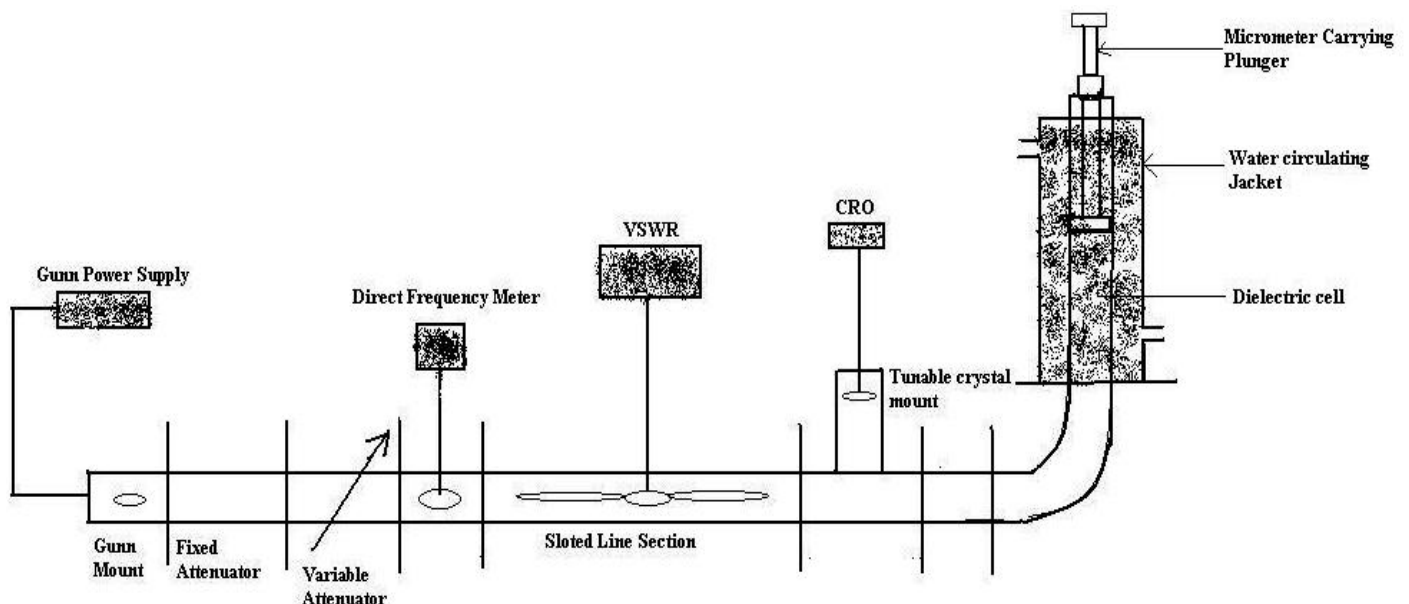 Micrometer Carrying
Plunger
Water circulating
Jacket
CRO
VSWR
Gunn Power Supply
Direct Frequency Meter
Dielectric cell
Tunable crystal
mount
Gunn
Mount
Fixed
Attenuator
Variable
Attenuator
Sloted Line Section